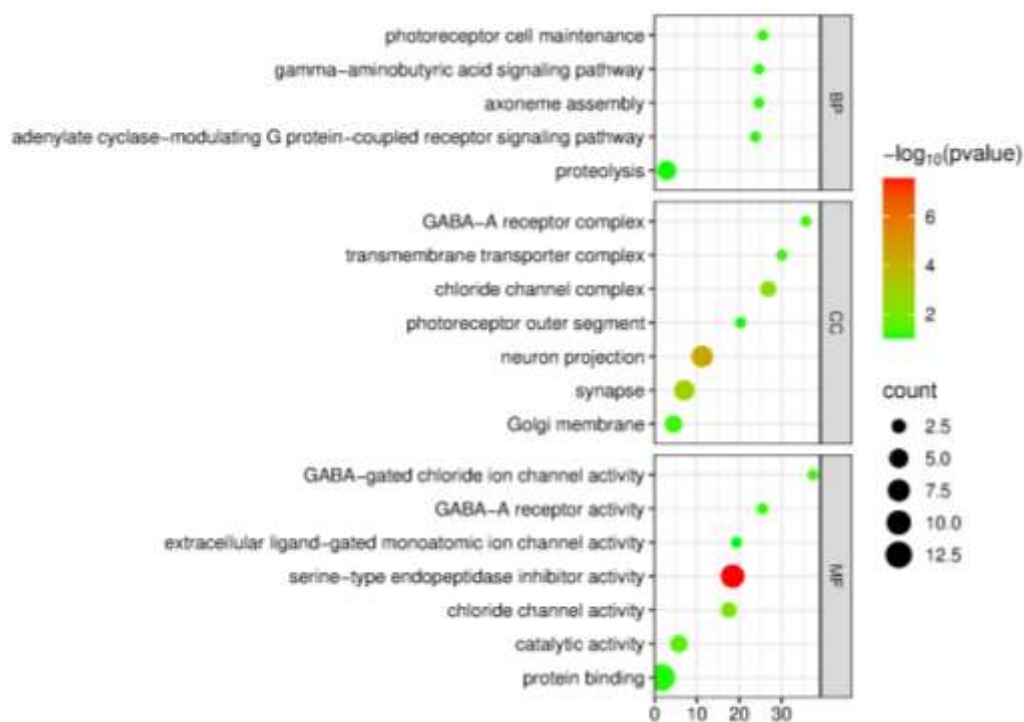 photoreceptor cell maintenance
gamma−aminobutyric acid signaling pathway
axoneme assembly
adenylate cyclase−modulating G protein−coupled receptor signaling pathway
proteolysis
BP
GABA−A receptor complex
transmembrane transporter complex
chloride channel complex
photoreceptor outer segment
neuron projection
synapse
Golgi membrane
CC
GABA−gated chloride ion channel activity
GABA−A receptor activity
extracellular ligand−gated monoatomic ion channel activity
serine−type endopeptidase inhibitor activity
chloride channel activity
catalytic activity
protein binding
MF
0 10 20 30
−log₁₀(pvalue)
6
4
2
count
2.5
5.0
7.5
10.0
12.5